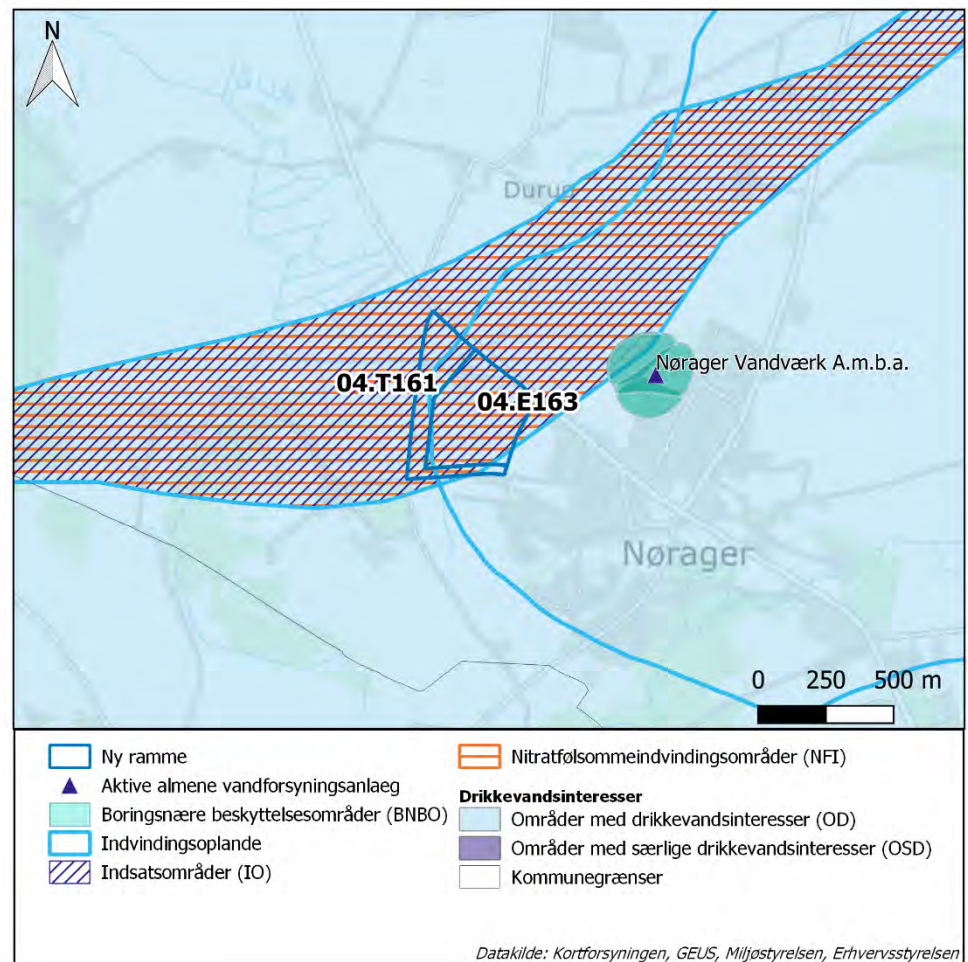 N
Durup
Nørager Vandværk A.m.b.a.
04.T161
04.E163
Nørager
0 250 500 m
Ny ramme
Aktive almene vandforsyningsanlaeg
Boringsnære beskyttelsesområder (BNBO)
Indvindingsoplande
Indsatsområder (IO)
Nitratfølsommeindvindingsområder (NFI)
Drikkevandsinteresser
Områder med drikkevandsinteresser (OD)
Områder med særlige drikkevandsinteresser (OSD)
Kommunegrænser
Datakilde: Kortforsyningen, GEUS, Miljøstyrelsen, Erhvervsstyrelsen